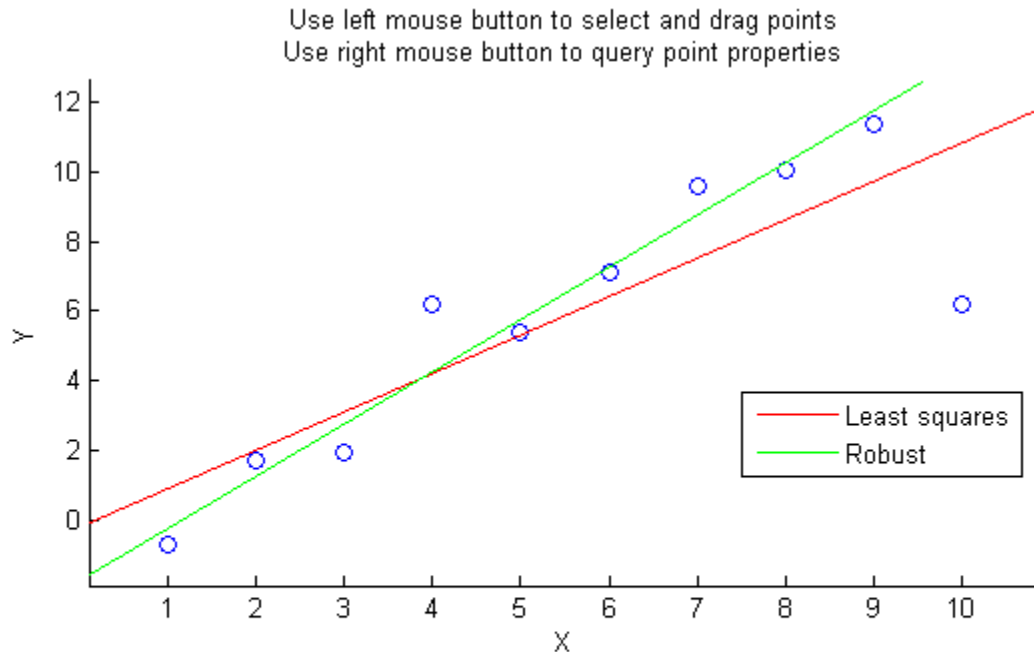 Use left mouse button to select and drag points
Use right mouse button to query point properties
12
10
8
6
4
2
0
Y
Least squares
Robust
1 2 3 4 5 6 7 8 9 10
X